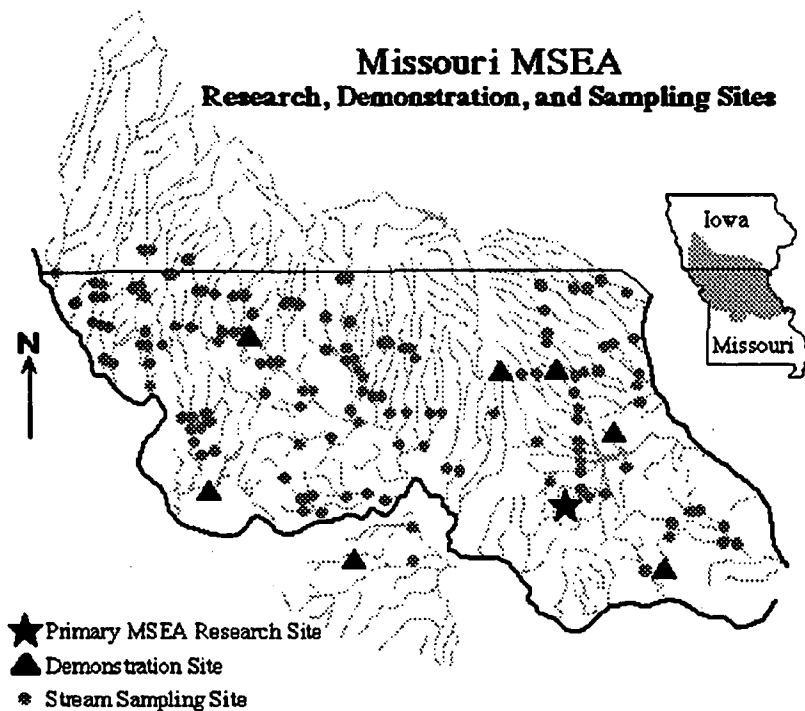 Missouri MSEA
Research, Demonstration, and Sampling Sites
Iowa
Missouri
N
Primary MSEA Research Site
Demonstration Site
Stream Sampling Site